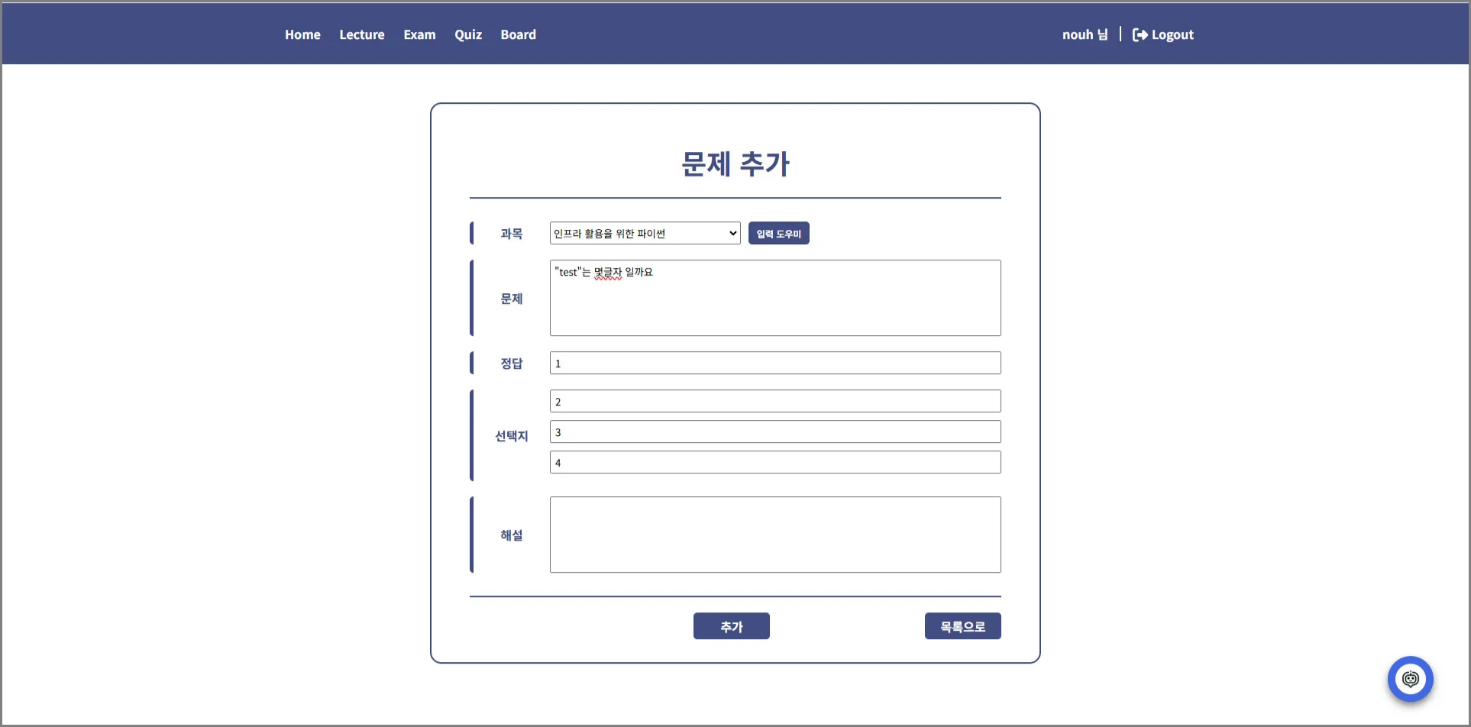 Home Lecture Exam Quiz Board nouh 님 Logout
문제 추가
과목 인프라 활용을 위한 파이썬 입력 도우미
문제 "test"는 몇글자 일까요
정답 1
선택지 2
3
4
해설
추가 목록으로